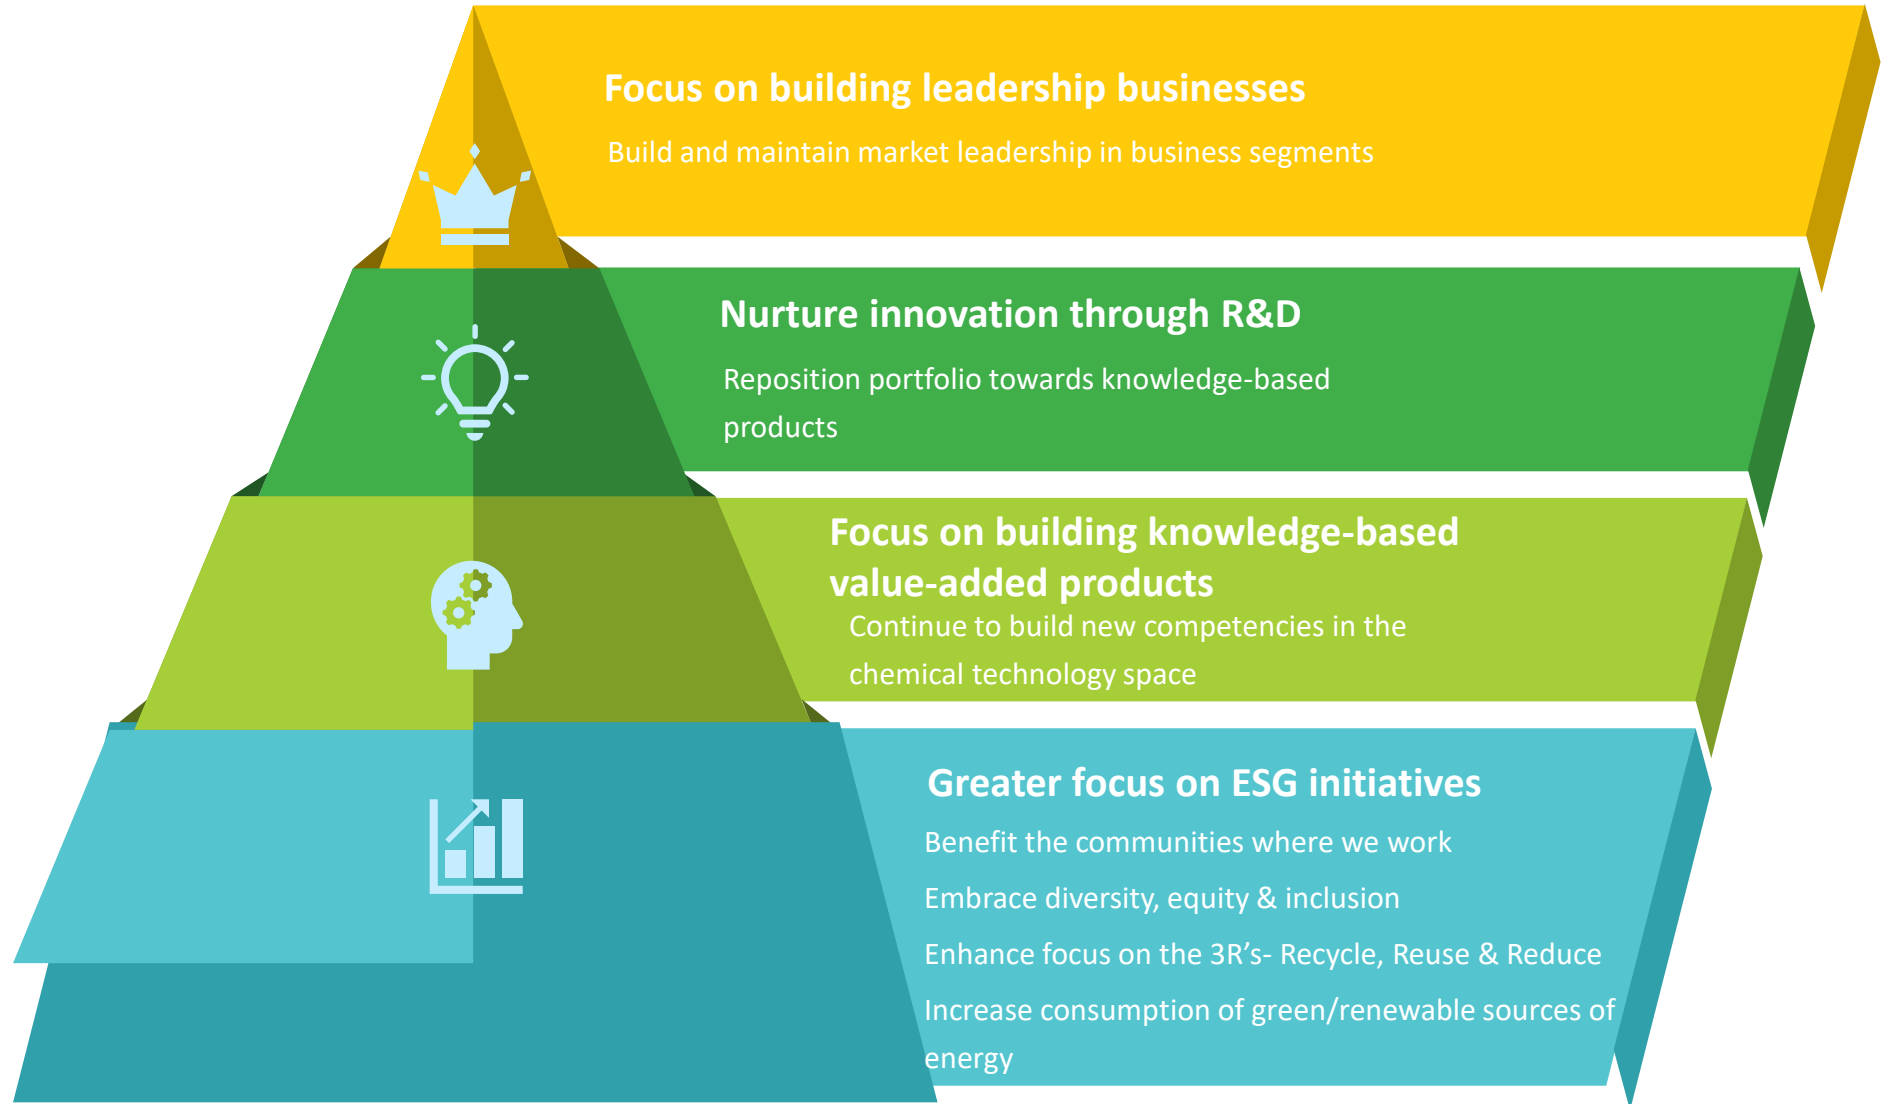 Focus on building leadership businesses
Build and maintain market leadership in business segments
Nurture innovation through R&D
Reposition portfolio towards knowledge-based
products
Focus on building knowledge-based
value-added products
Continue to build new competencies in the
chemical technology space
Greater focus on ESG initiatives
Benefit the communities where we work
Embrace diversity, equity & inclusion
Enhance focus on the 3R’s- Recycle, Reuse & Reduce
Increase consumption of green/renewable sources of
energy